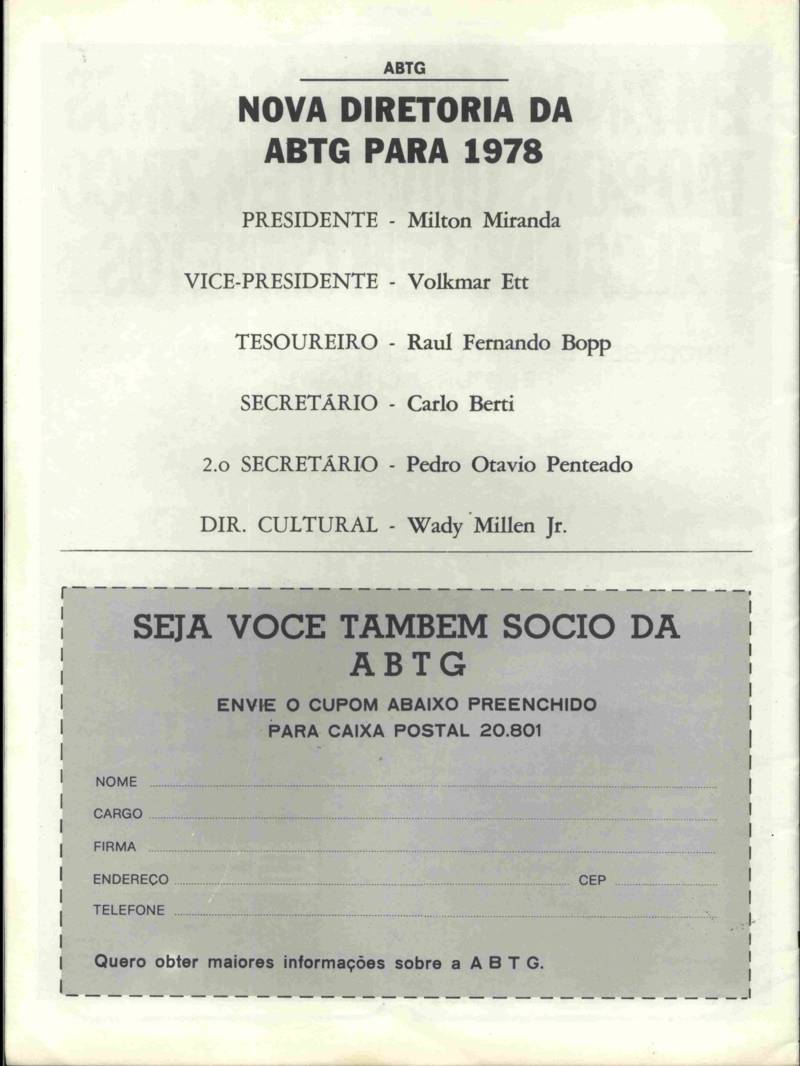 ABTG
NOVA DIRETORIA DA
ABTG PARA 1978
PRESIDENTE - Milton Miranda
VICE-PRESIDENTE - Volkmar Ett
TESOUREIRO - Raul Fernando Bopp
SECRETÁRIO - Carlo Berti
2.o SECRETÁRIO - Pedro Otavio Penteado
DIR. CULTURAL - Wady Millen Jr.
SEJA VOCE TAMBEM SOCIO DA
A B T G
ENVIE O CUPOM ABAIXO PREENCHIDO
PARA CAIXA POSTAL 20.801
NOME
CARGO
FIRMA
ENDEREÇO CEP
TELEFONE
Quero obter maiores informações sobre a A B T G.